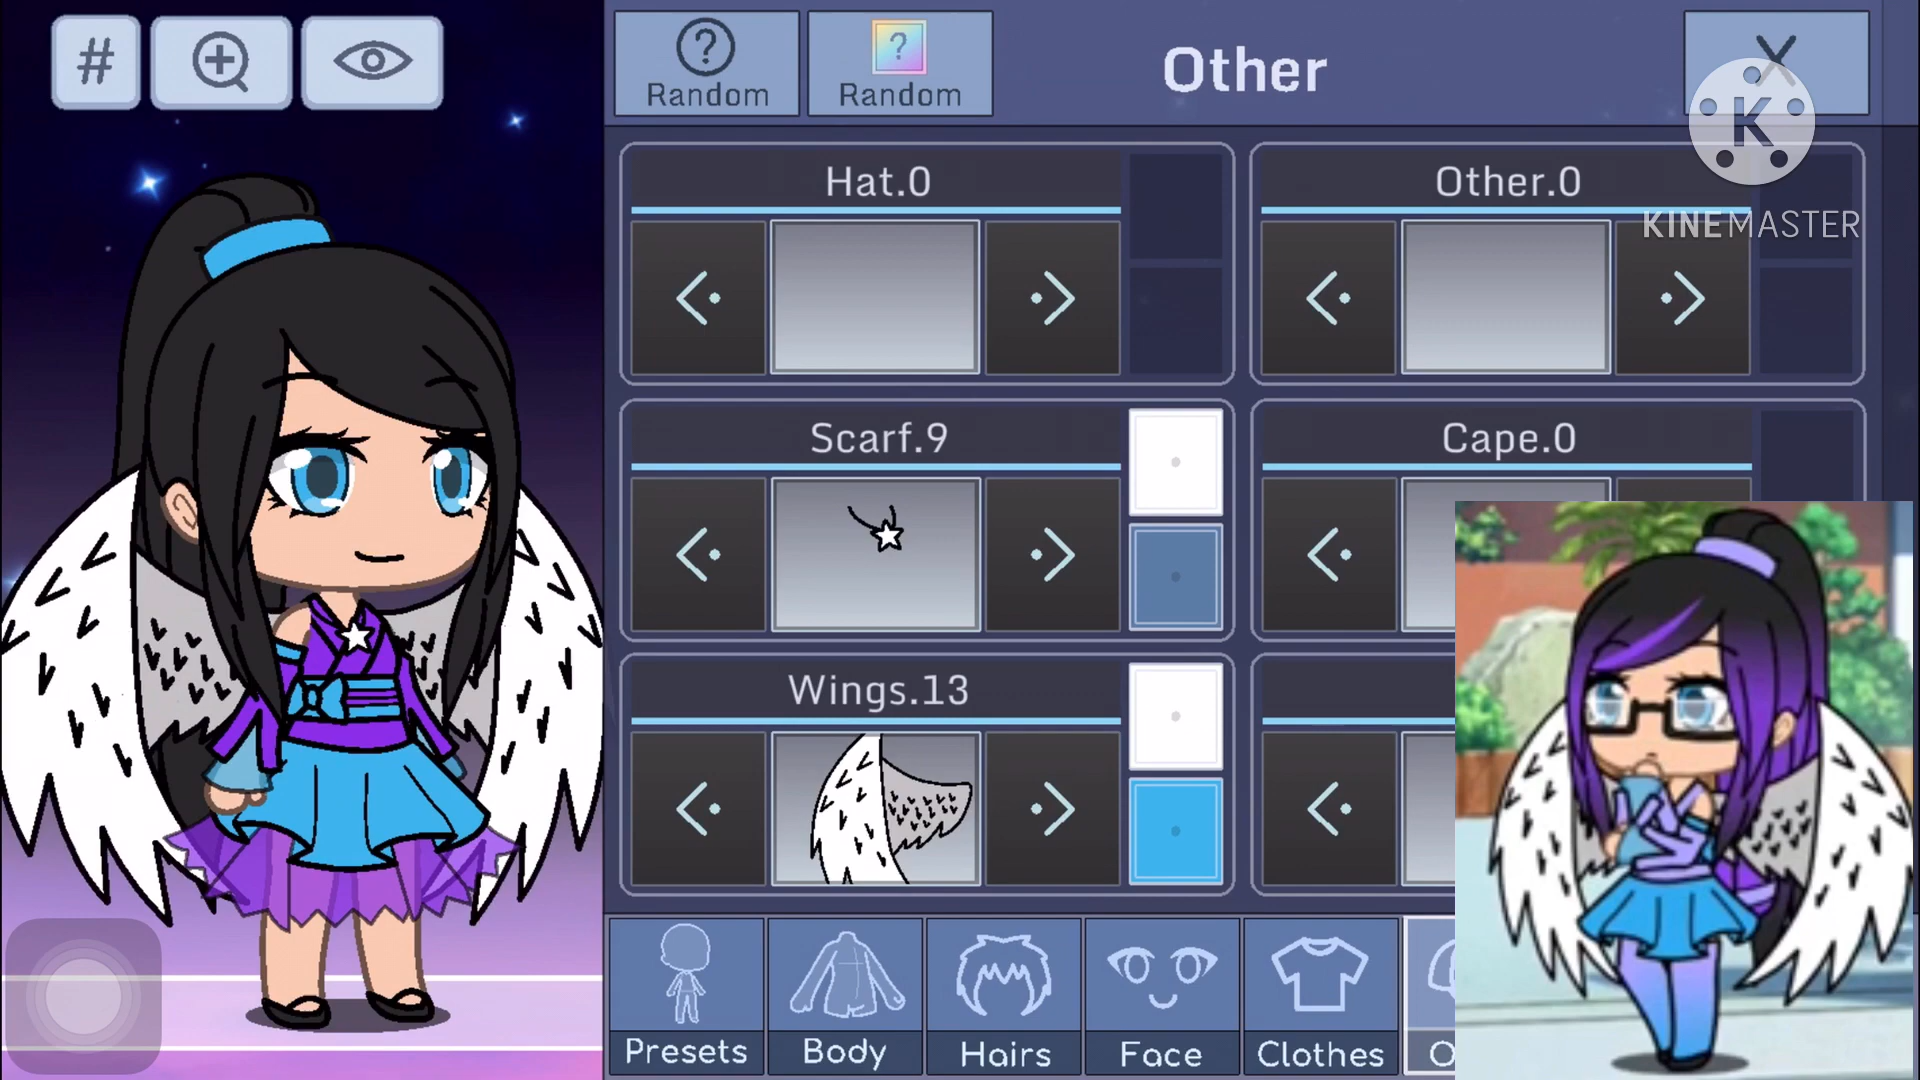 #
?
Random
?
Random
Other
X
K
KINEMASTER
Hat.0
Other.0
Scarf.9
Cape.0
Wings.13
Presets
Body
Hairs
Face
Clothes